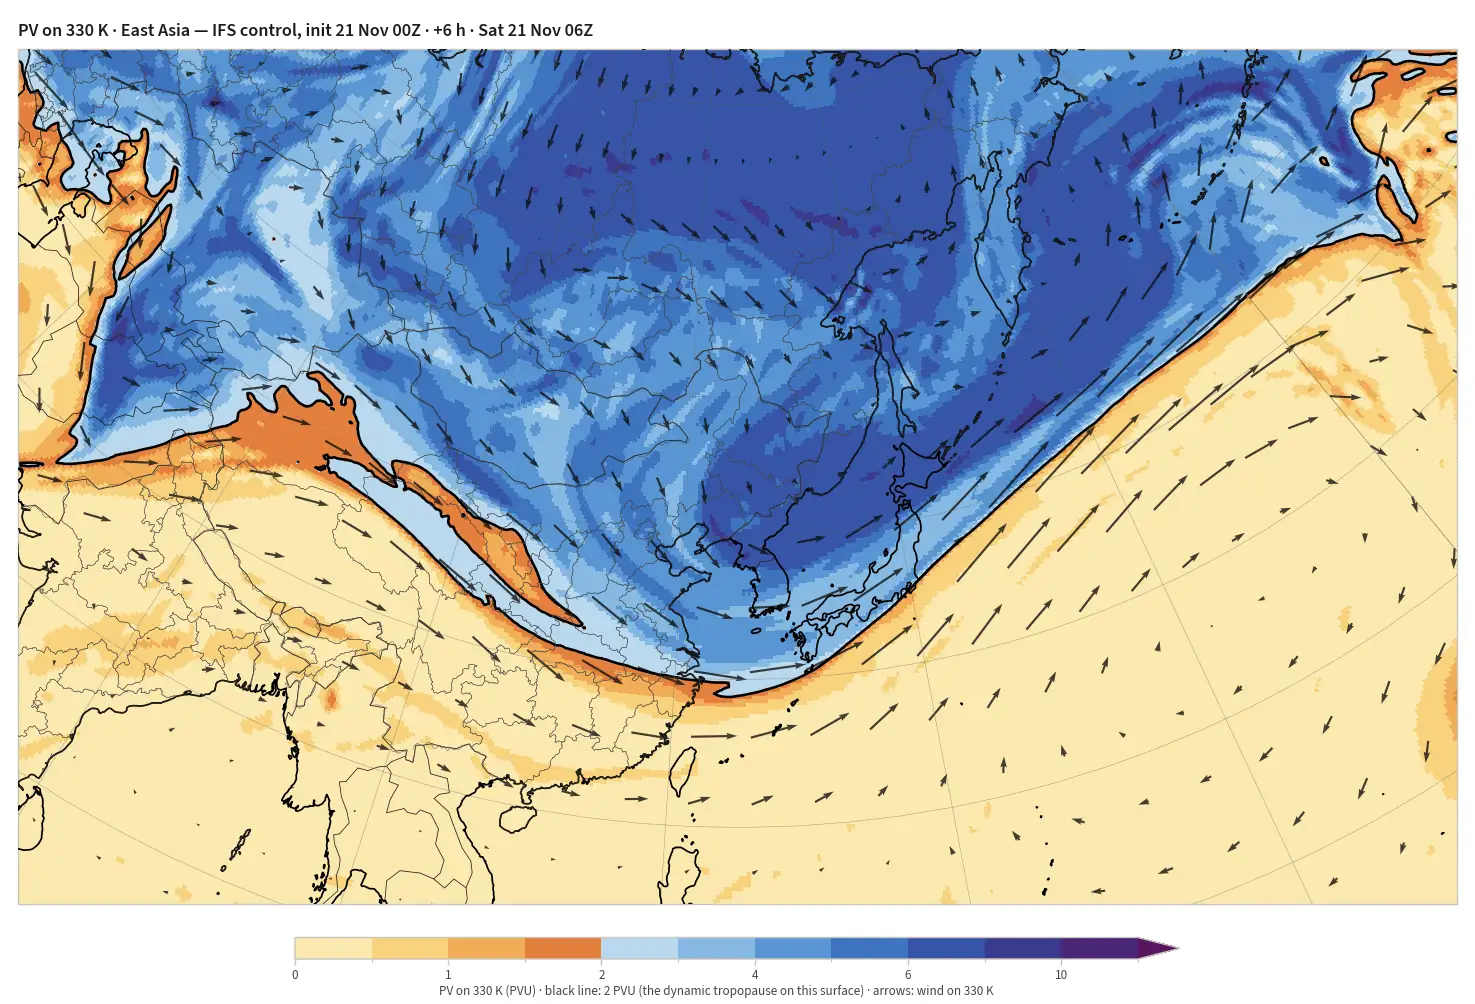 PV on 330 K · East Asia — IFS control, init 21 Nov 00Z · +6 h · Sat 21 Nov 06Z
0 1 2 4 6 10
PV on 330 K (PVU) · black line: 2 PVU (the dynamic tropopause on this surface) · arrows: wind on 330 K